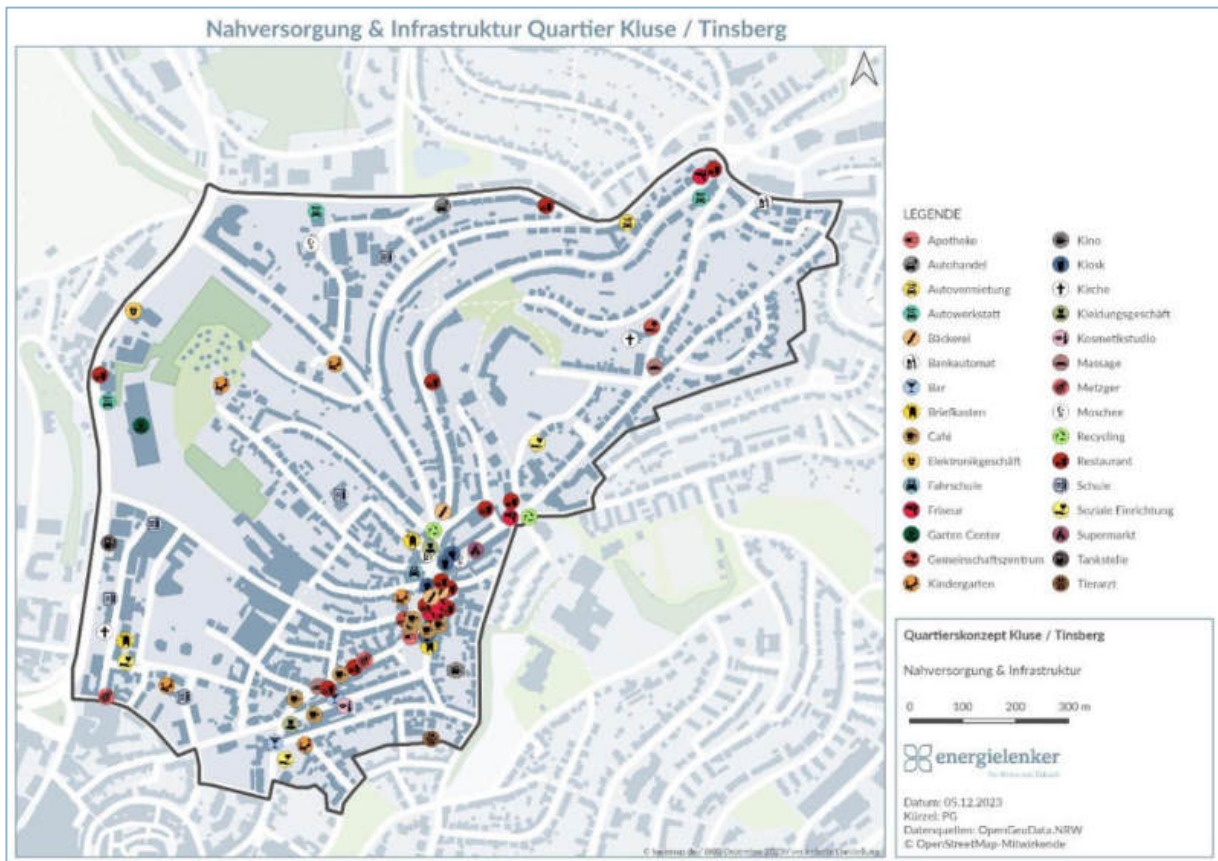 Nahversorgung & Infrastruktur Quartier Kluse / Tinsberg
LEGENDE
Apotheke
Autohandel
Autovermietung
Autowerkstatt
Bäckerei
Bankautomat
Bar
Briefkasten
Café
Elektronikgeschäft
Fahrschule
Friseur
Garten Center
Gemeinschaftszentrum
Kindergarten
Kino
Kiosk
Kirche
Kleidungsgeschäft
Kosmetikstudio
Massage
Metzger
Moschee
Recycling
Restaurant
Schule
Soziale Einrichtung
Supermarkt
Tankstelle
Tierarzt
Quartierskonzept Kluse / Tinsberg
Nahversorgung & Infrastruktur
0 100 200 300 m
energielenker
Datum: 05.12.2023
Kürzel: PG
Datenquellen: OpenGeoData.NRW
© OpenStreetMap-Mitwirkende